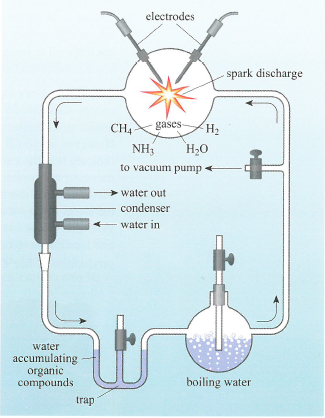 electrodes
spark discharge
gases
CH₄
H₂
NH₃
H₂O
to vacuum pump
water out
condenser
water in
water
accumulating
organic
compounds
boiling water
trap